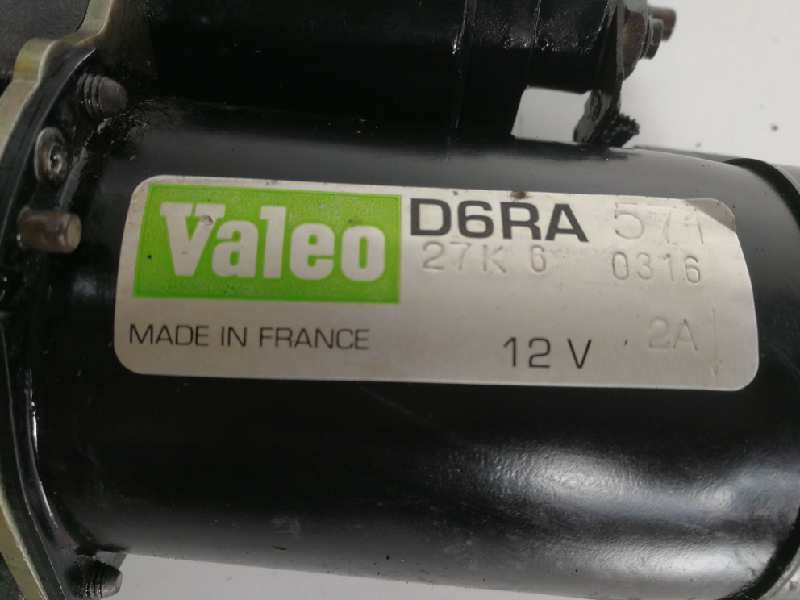 Valeo D6RA 571
27K 6 0316
MADE IN FRANCE 12 V 2A